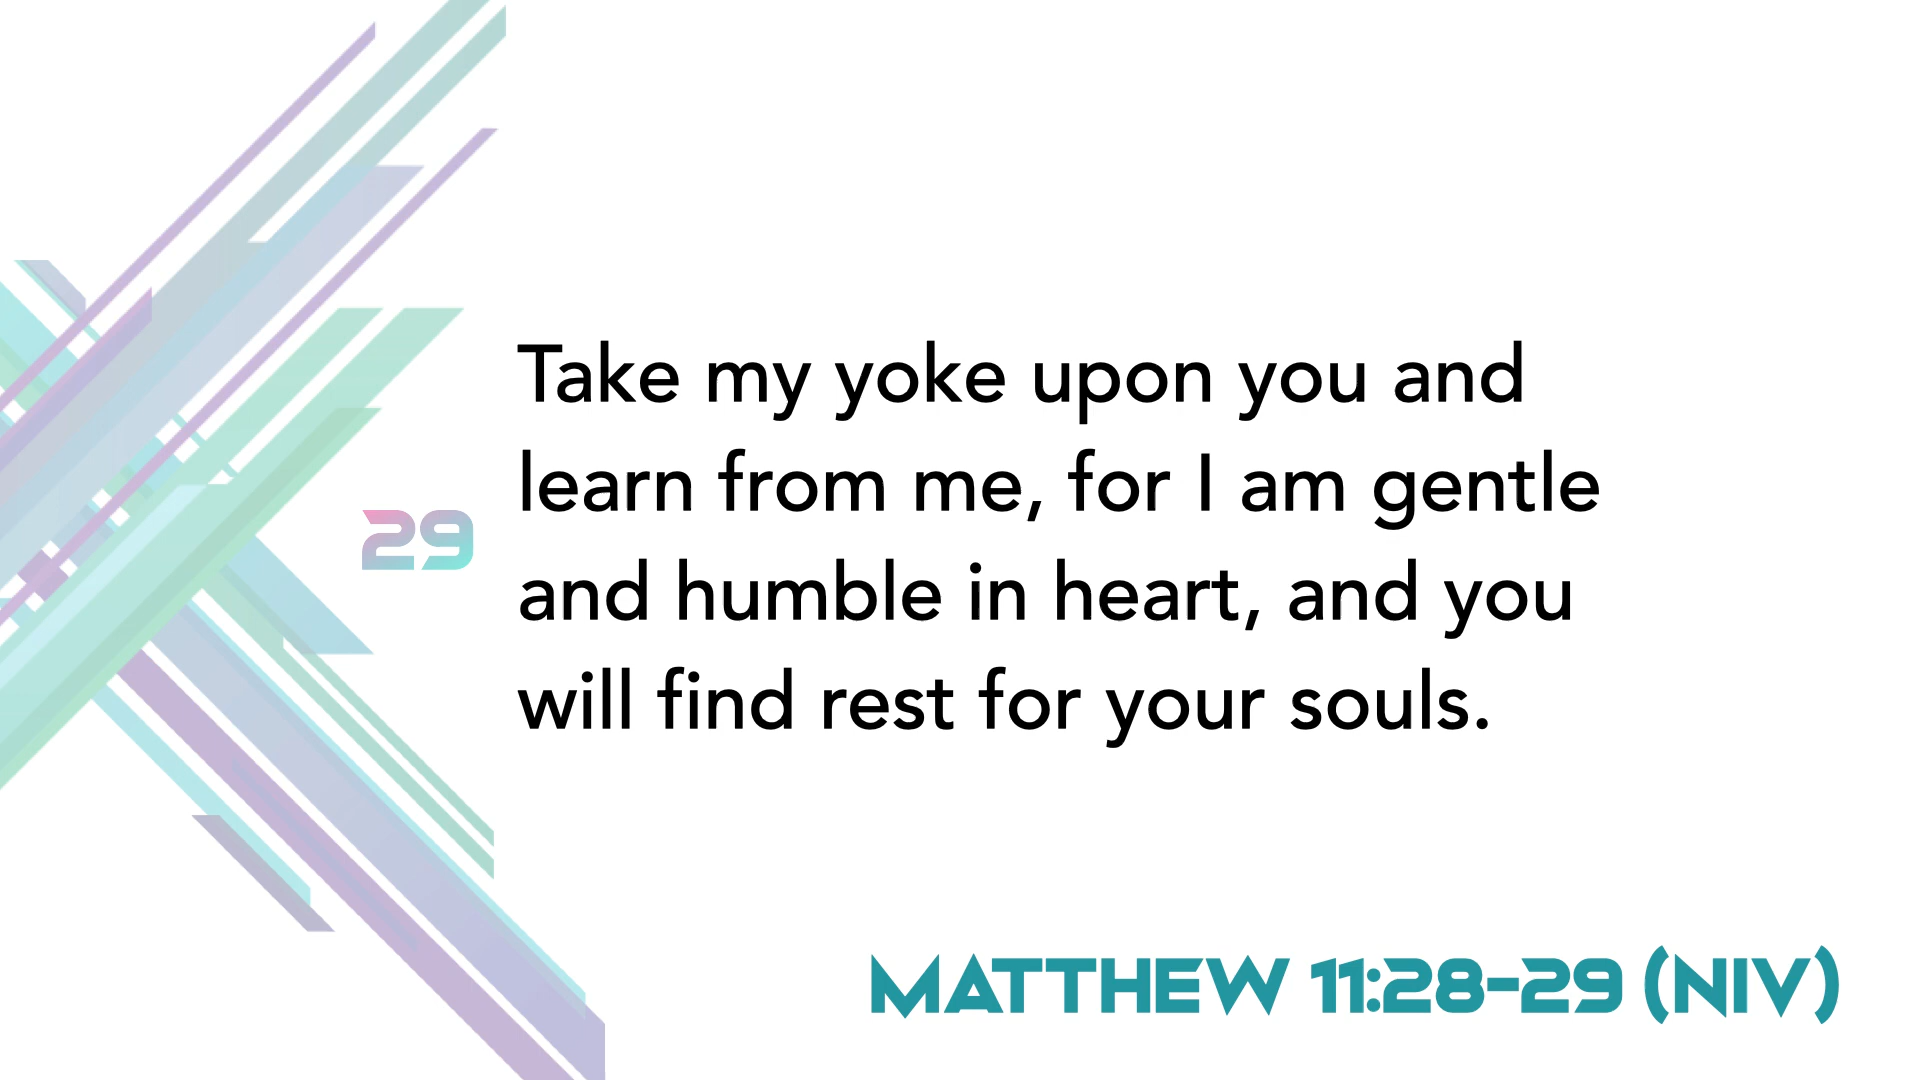 Take my yoke upon you and
learn from me, for I am gentle
29
and humble in heart, and you
will find rest for your souls.
MATTHEW 11:28-29 (NIV)